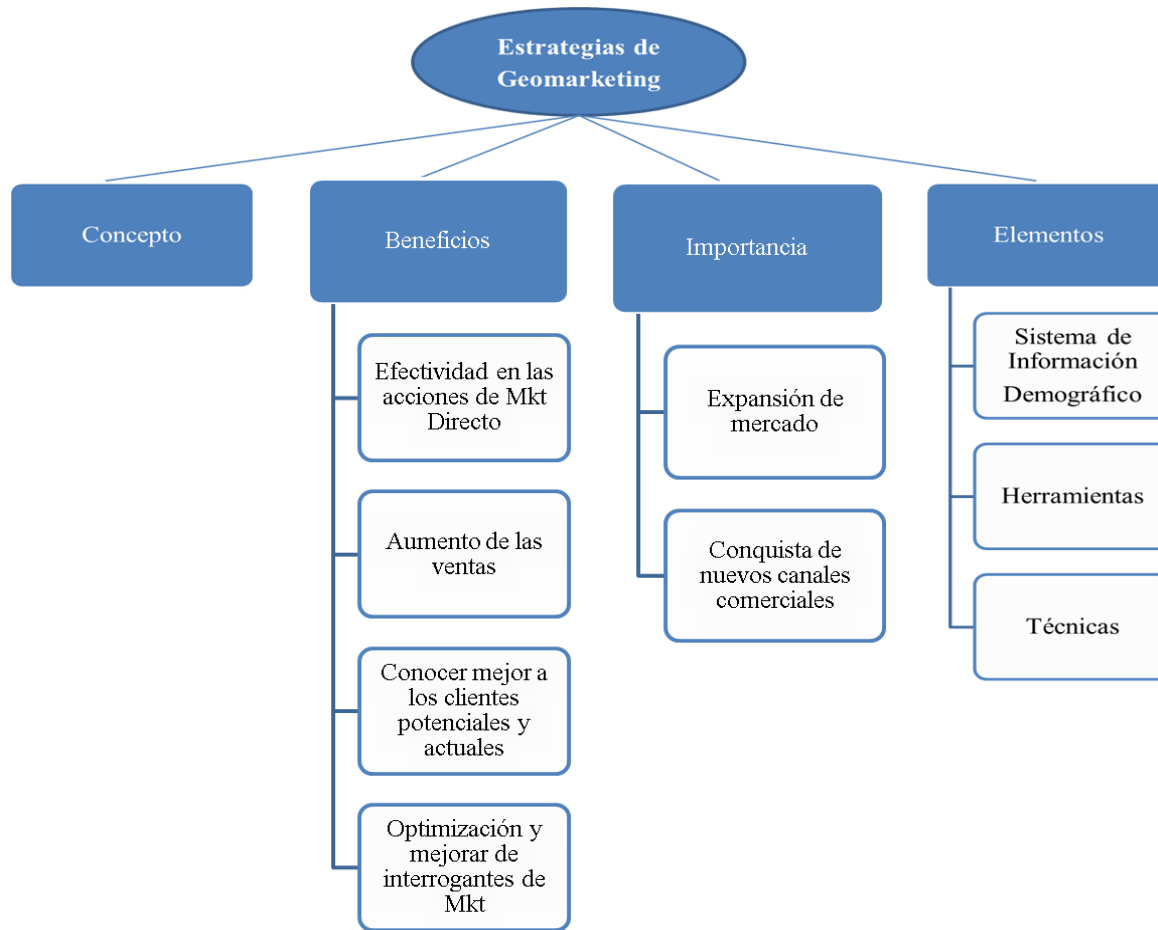 Estrategias de
Geomarketing
Concepto
Beneficios
Importancia
Elementos
Efectividad en las
acciones de Mkt
Directo
Aumento de las
ventas
Conocer mejor a
los clientes
potenciales y
actuales
Optimización y
mejorar de
interrogantes de
Mkt
Expansión de
mercado
Conquista de
nuevos canales
comerciales
Sistema de
Información
Demográfico
Herramientas
Técnicas